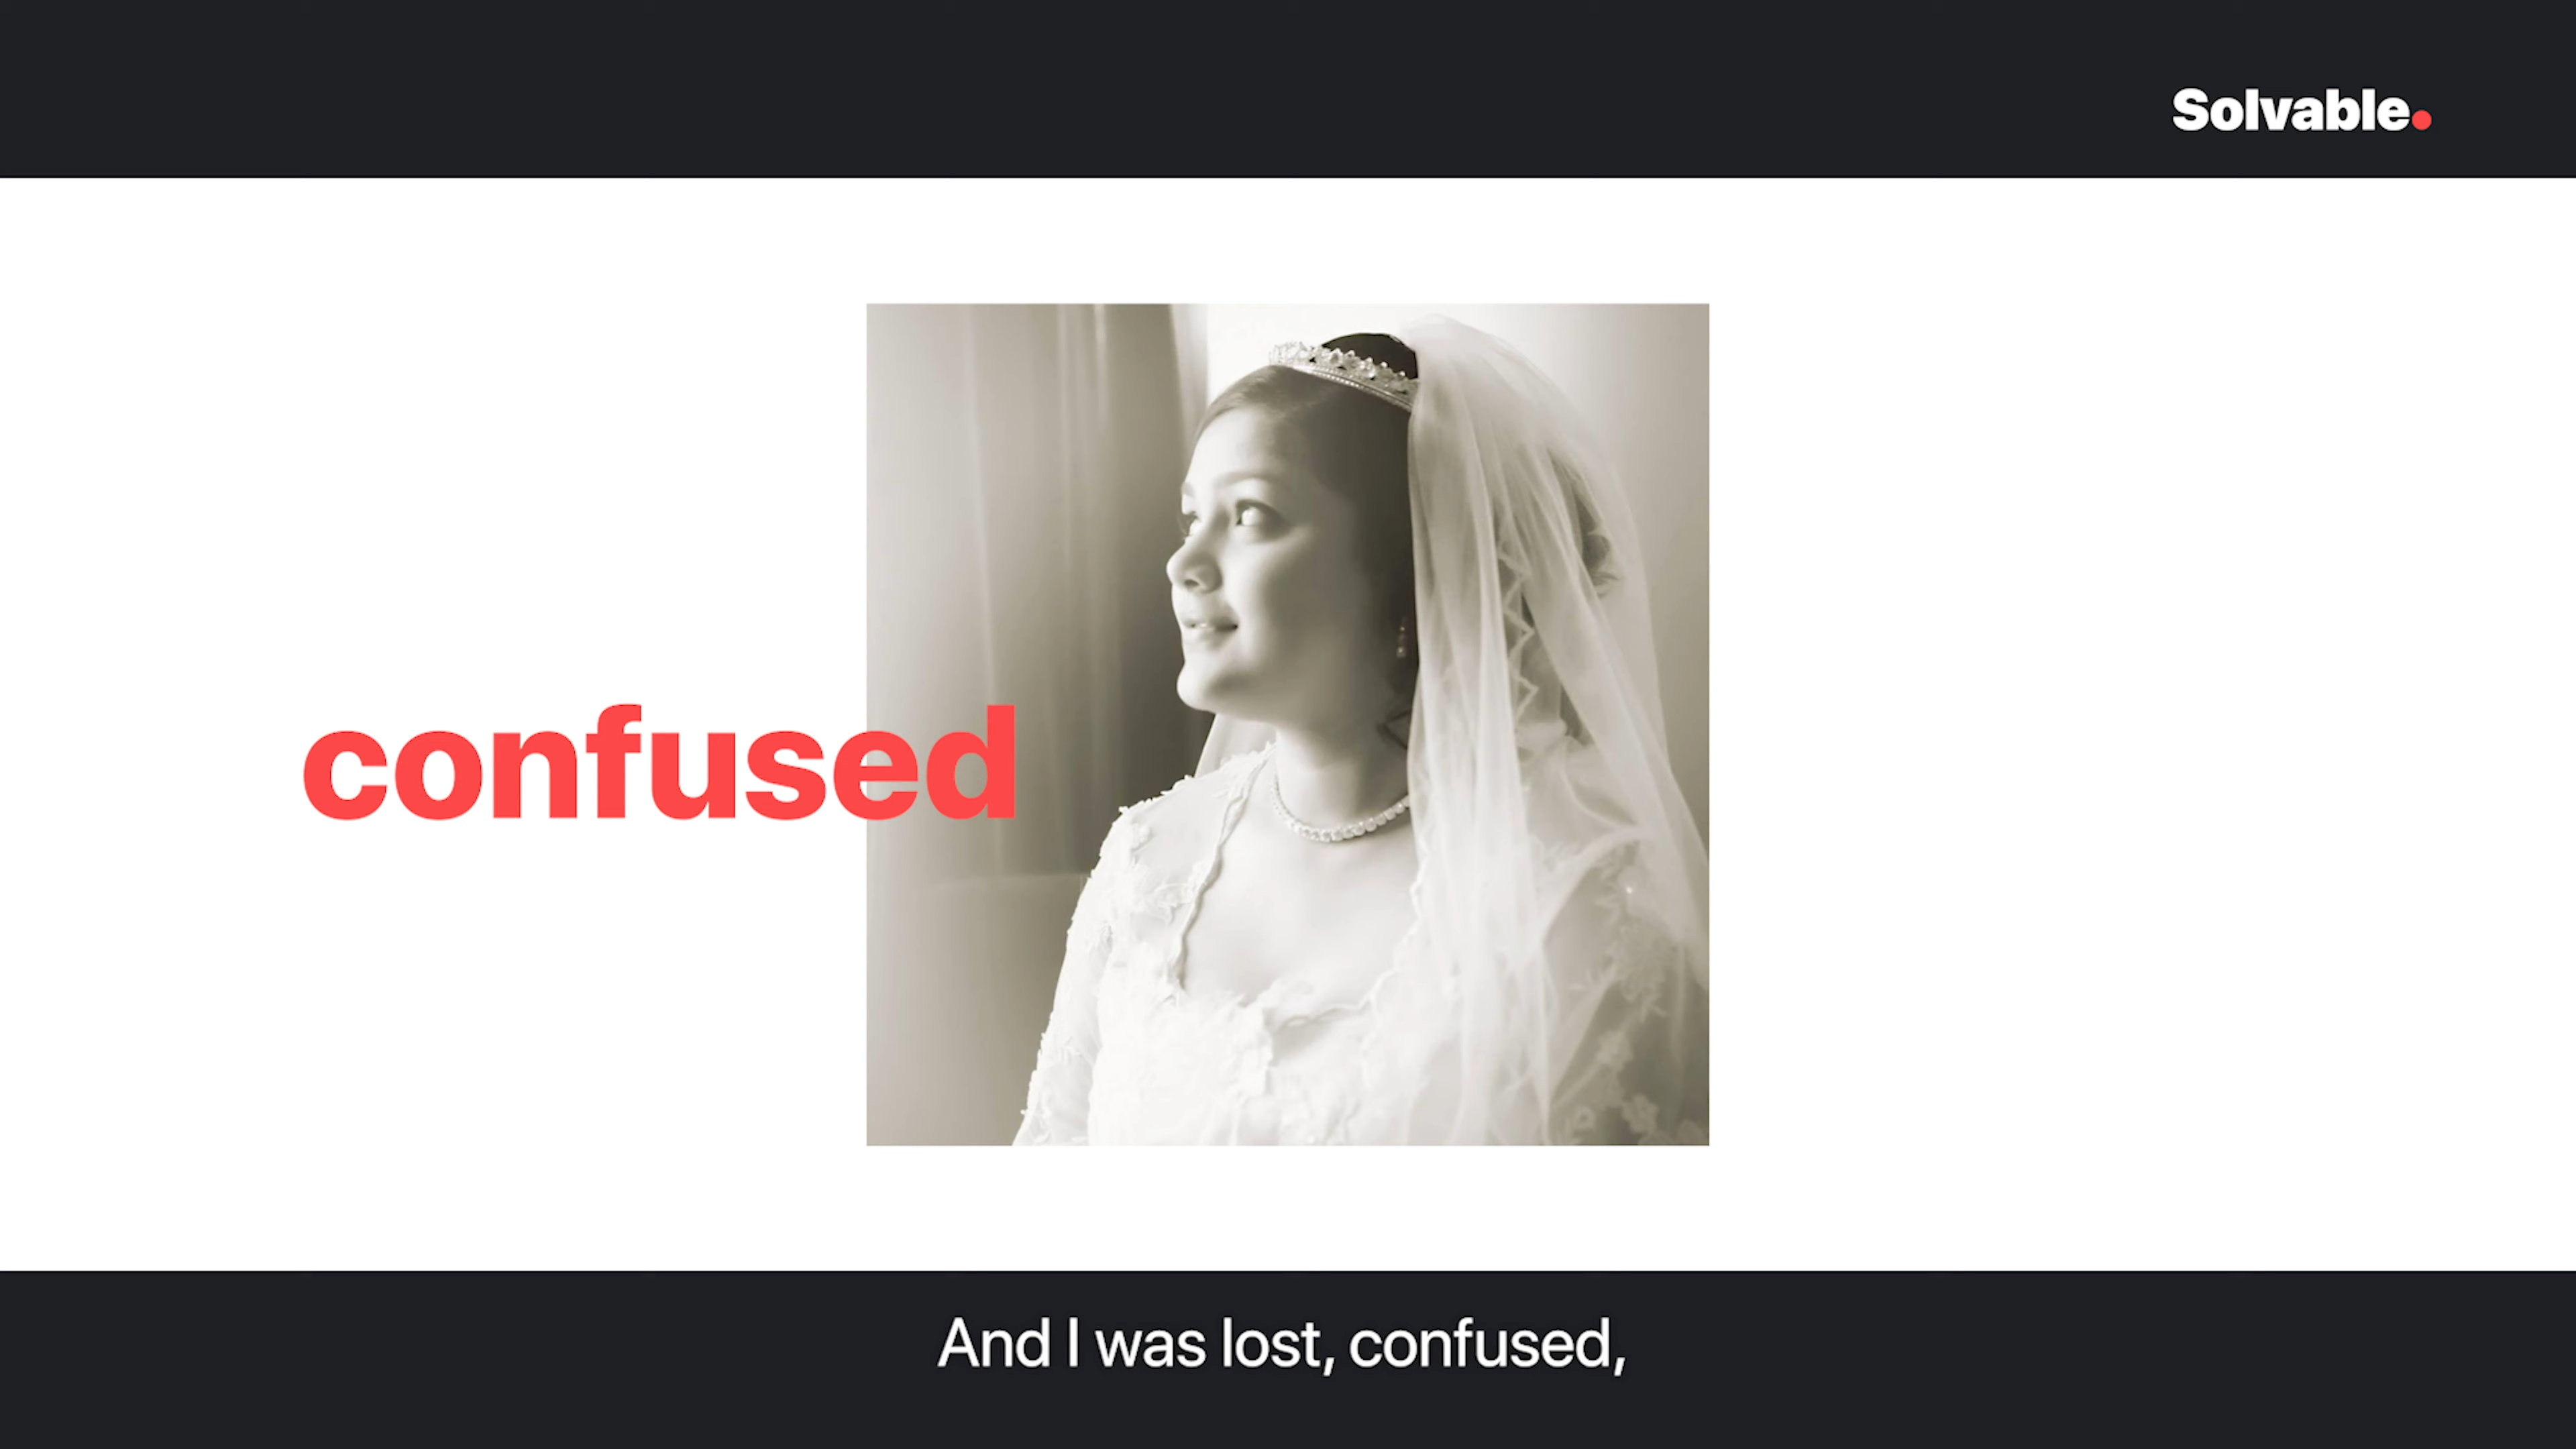 Solvable.
confused
And I was lost, confused,